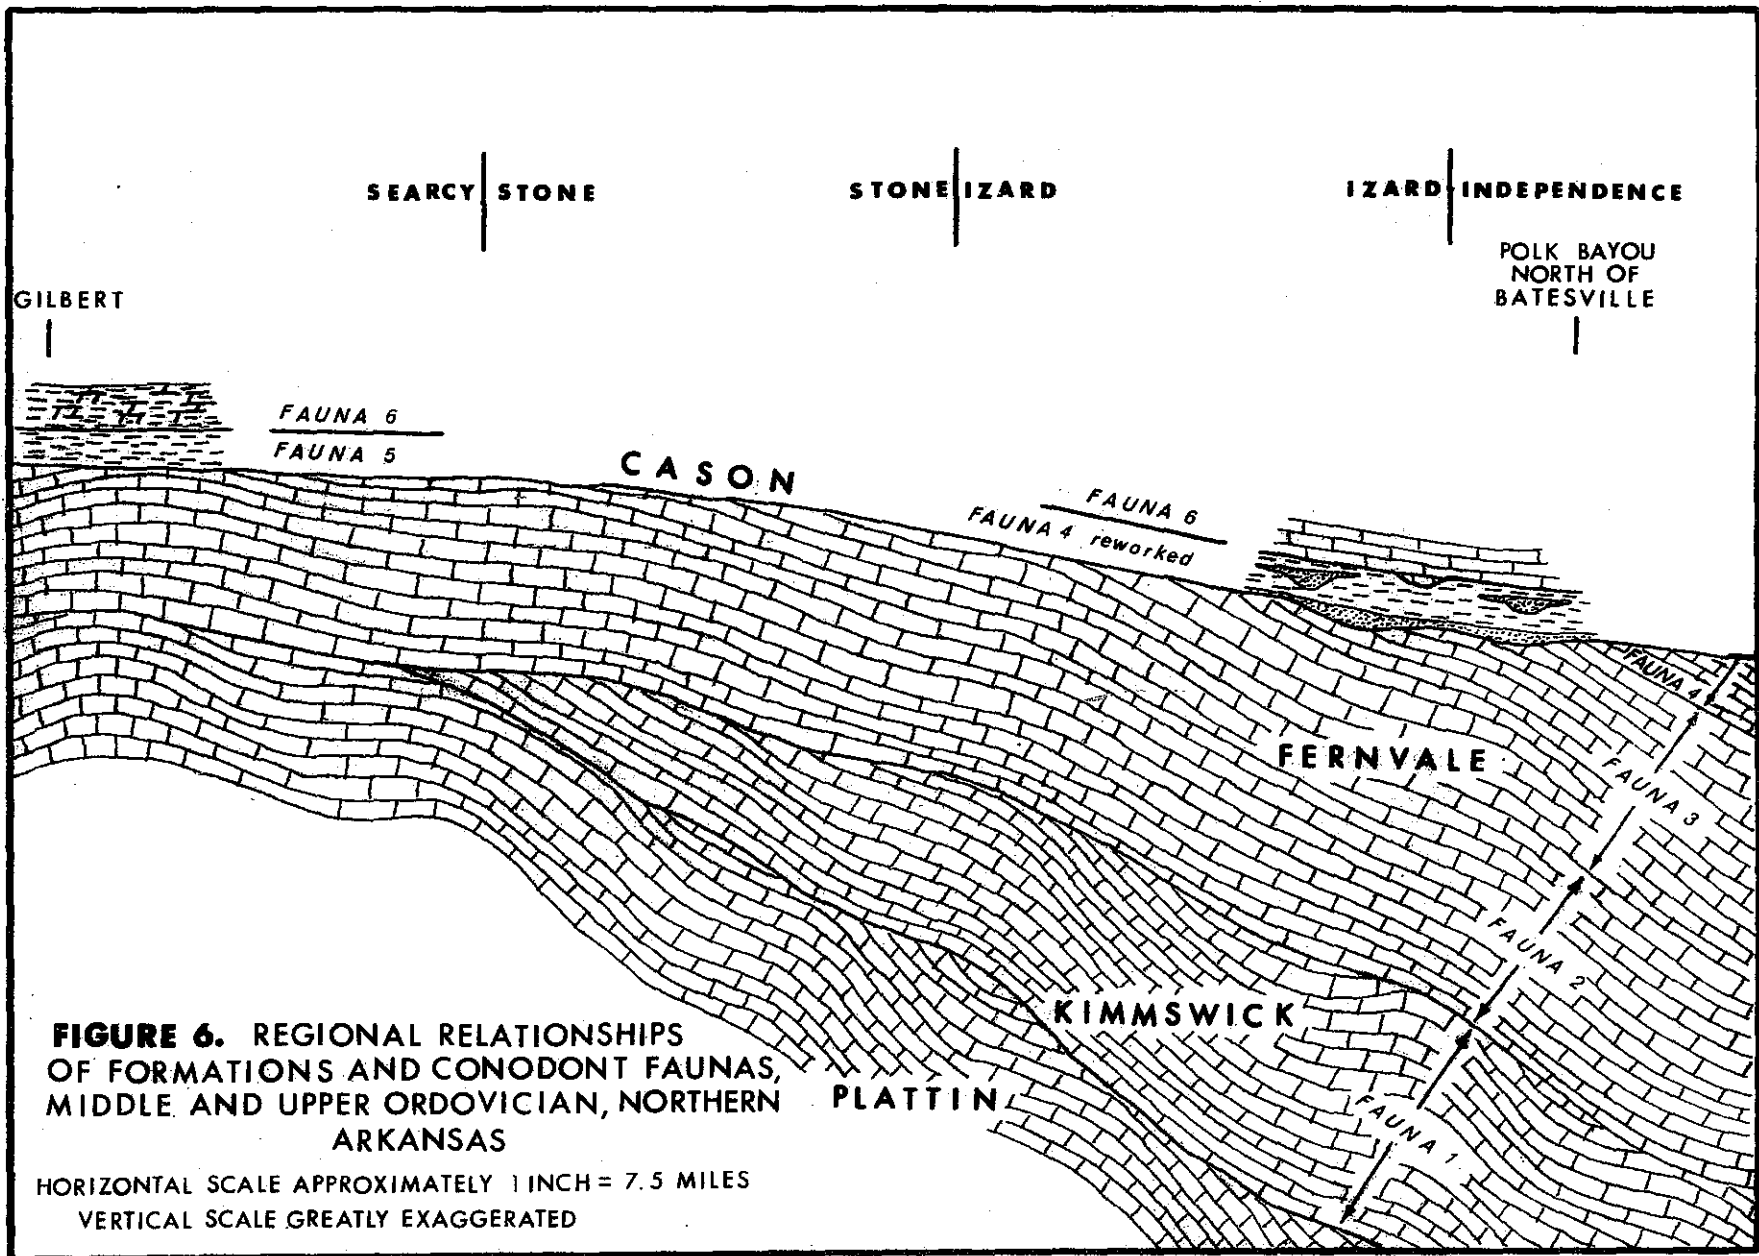 SEARCY STONE
STONE IZARD
IZARD INDEPENDENCE
POLK BAYOU
NORTH OF
BATESVILLE
GILBERT
FAUNA 6
FAUNA 5
CASON
FAUNA 6
FAUNA 4 reworked
FAUNA 4
FERNVALE
FAUNA 3
FAUNA 2
KIMMSWICK
PLATTIN
FAUNA 1
FIGURE 6. REGIONAL RELATIONSHIPS
OF FORMATIONS AND CONODONT FAUNAS,
MIDDLE AND UPPER ORDOVICIAN, NORTHERN
ARKANSAS
HORIZONTAL SCALE APPROXIMATELY 1 INCH = 7.5 MILES
VERTICAL SCALE GREATLY EXAGGERATED